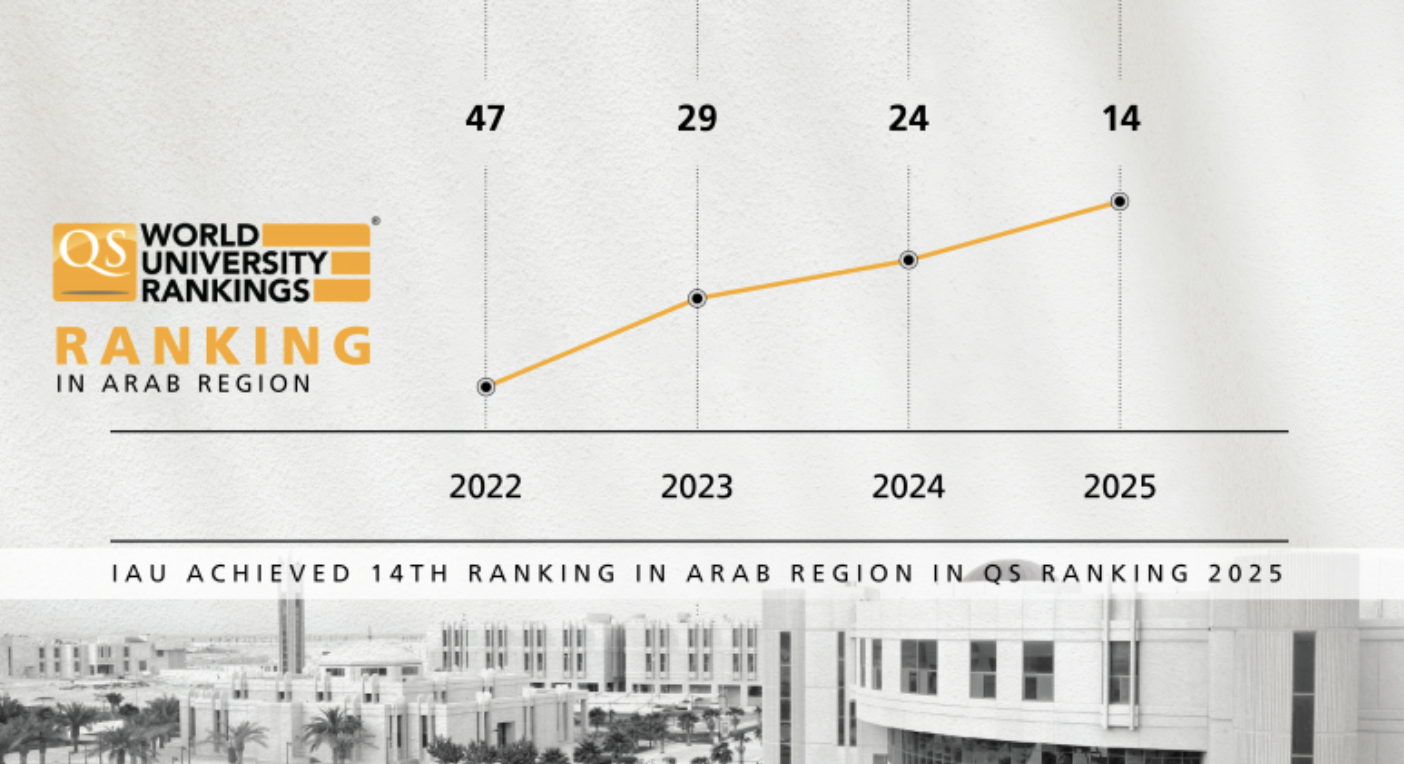 47 29 24 14
QS WORLD
UNIVERSITY
RANKINGS®
RANKING
IN ARAB REGION
2022 2023 2024 2025
IAU ACHIEVED 14TH RANKING IN ARAB REGION IN QS RANKING 2025